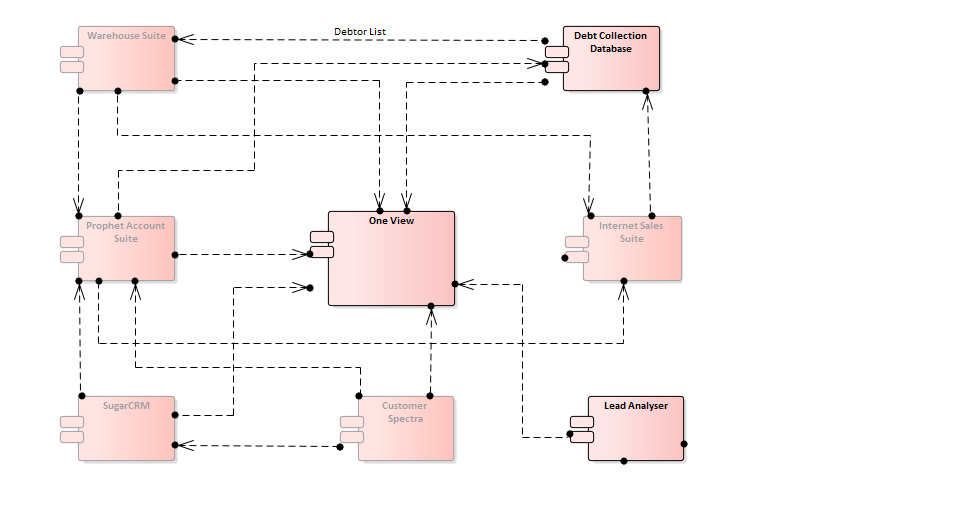 Warehouse Suite
Debtor List
Debt Collection
Database
Prophet Account
Suite
One View
Internet Sales
Suite
SugarCRM
Customer
Spectra
Lead Analyser